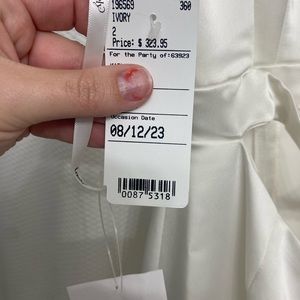 196569 360
IVORY
2
Price: $ 323.95
For the Party of:63923
Occasion Date
08/12/23
0087 5318